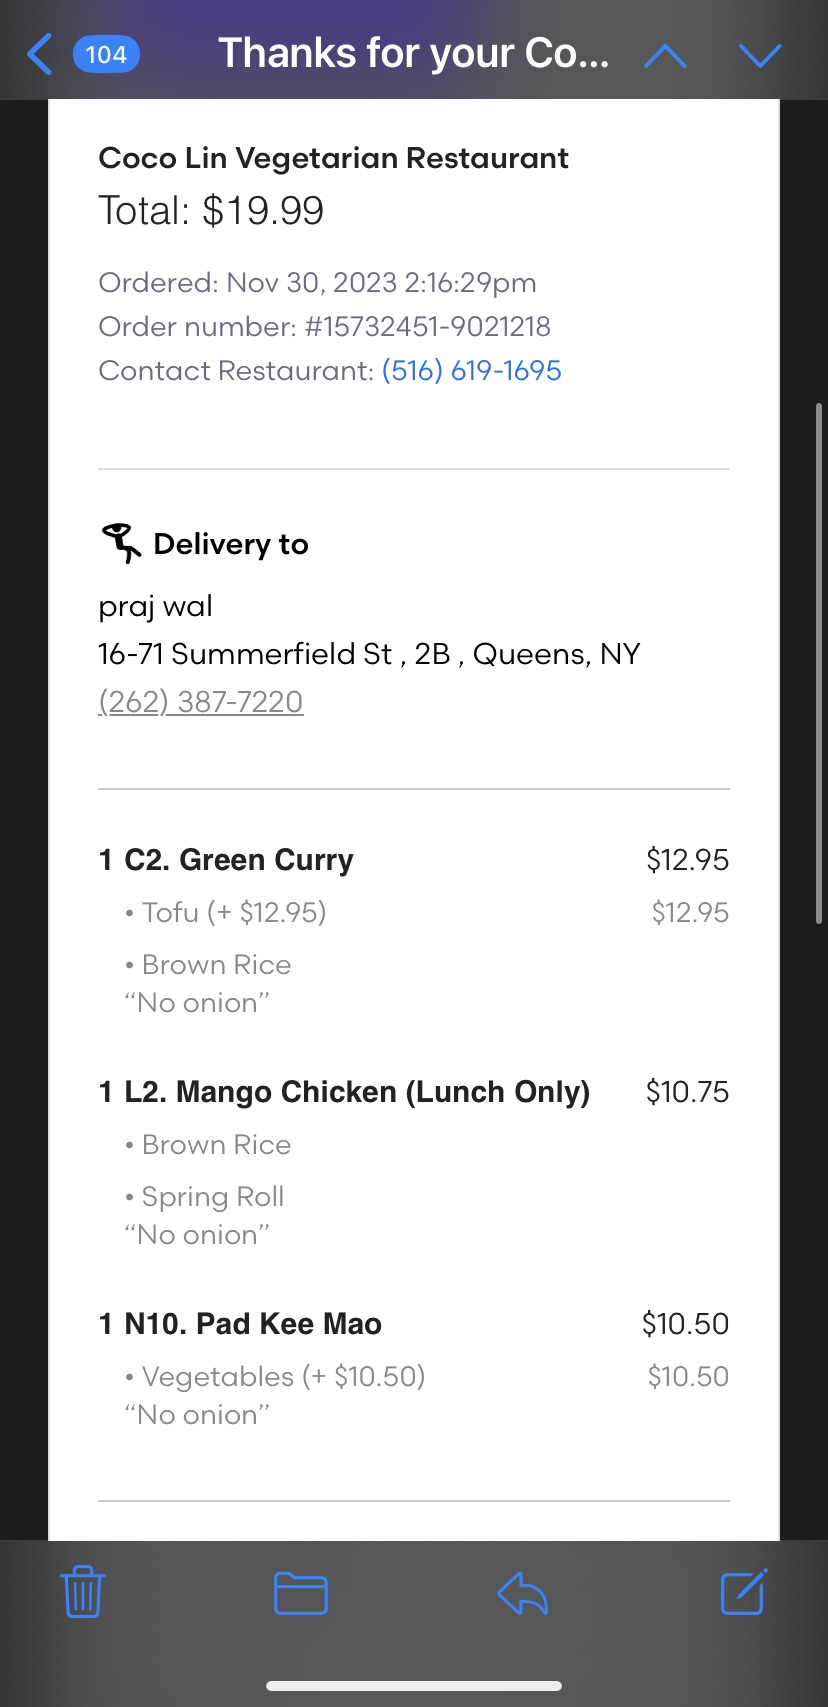 104
Thanks for your Co...
Coco Lin Vegetarian Restaurant
Total: $19.99
Ordered: Nov 30, 2023 2:16:29pm
Order number: #15732451-9021218
Contact Restaurant: (516) 619-1695
Delivery to
praj wal
16-71 Summerfield St , 2B , Queens, NY
(262) 387-7220
1 C2. Green Curry $12.95
• Tofu (+ $12.95) $12.95
• Brown Rice
“No onion”
1 L2. Mango Chicken (Lunch Only) $10.75
• Brown Rice
• Spring Roll
“No onion”
1 N10. Pad Kee Mao $10.50
• Vegetables (+ $10.50) $10.50
“No onion”